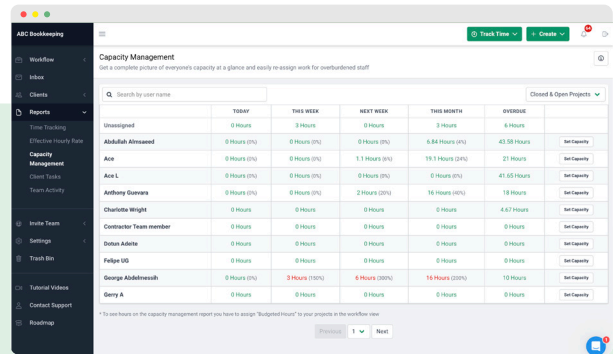 ABC Bookkeeping
Track Time
+ Create
Workflow
Inbox
Clients
Reports
Time Tracking
Effective Hourly Rate
Capacity Management
Client Tasks
Team Activity
Invite Team
Settings
Trash Bin
Tutorial Videos
Contact Support
Roadmap
Capacity Management
Get a complete picture of everyone's capacity at a glance and easily re-assign work for overburdened staff
Search by user name
Closed & Open Projects
TODAY THIS WEEK NEXT WEEK THIS MONTH OVERDUE
Unassigned 0 Hours 3 Hours 0 Hours 3 Hours 6 Hours
Abdullah Almsaeed 0 Hours (0%) 0 Hours (0%) 0 Hours (0%) 6.84 Hours (4%) 43.58 Hours Set Capacity
Ace 0 Hours (0%) 0 Hours (0%) 1.1 Hours (6%) 19.1 Hours (24%) 21 Hours Set Capacity
Ace L 0 Hours (0%) 0 Hours (0%) 0 Hours (0%) 0 Hours (0%) 41.65 Hours Set Capacity
Anthony Guevara 0 Hours (0%) 0 Hours (0%) 2 Hours (20%) 16 Hours (40%) 18 Hours Set Capacity
Charlotte Wright 0 Hours 0 Hours 0 Hours 0 Hours 4.67 Hours Set Capacity
Contractor Team member 0 Hours 0 Hours 0 Hours 0 Hours 0 Hours Set Capacity
Dotun Adeite 0 Hours 0 Hours 0 Hours 0 Hours 0 Hours Set Capacity
Felipe UG 0 Hours 0 Hours 0 Hours 0 Hours 0 Hours Set Capacity
George Abdelmessih 0 Hours (0%) 3 Hours (150%) 6 Hours (300%) 16 Hours (200%) 10 Hours Set Capacity
Gerry A 0 Hours 0 Hours 0 Hours 0 Hours 0 Hours Set Capacity
* To see hours on the capacity management report you have to assign "Budgeted Hours" to your projects in the workflow view
Previous 1 Next